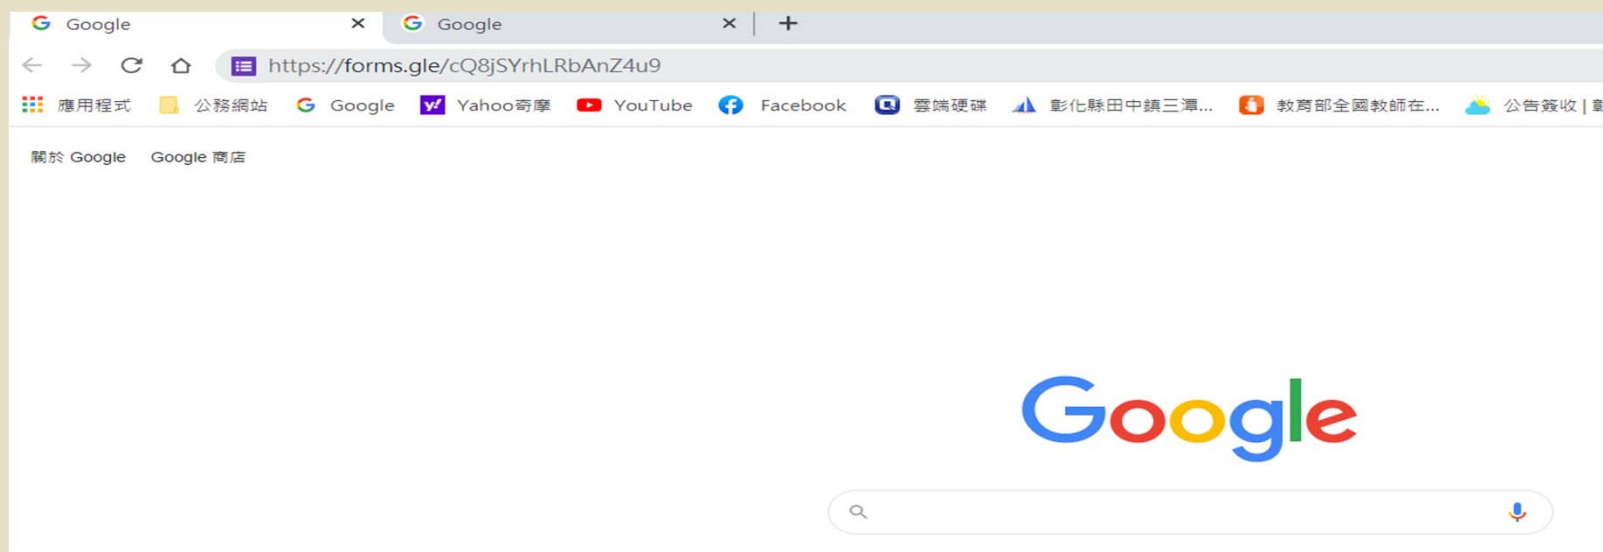 Google Google
https://forms.gle/cQ8jSYrhLRbAnZ4u9
應用程式 公務網站 Google Yahoo奇摩 YouTube Facebook 雲端硬碟 彰化縣田中鎮三潭... 教育部全國教師在... 公告簽收 | 彰
關於 Google Google 商店
Google